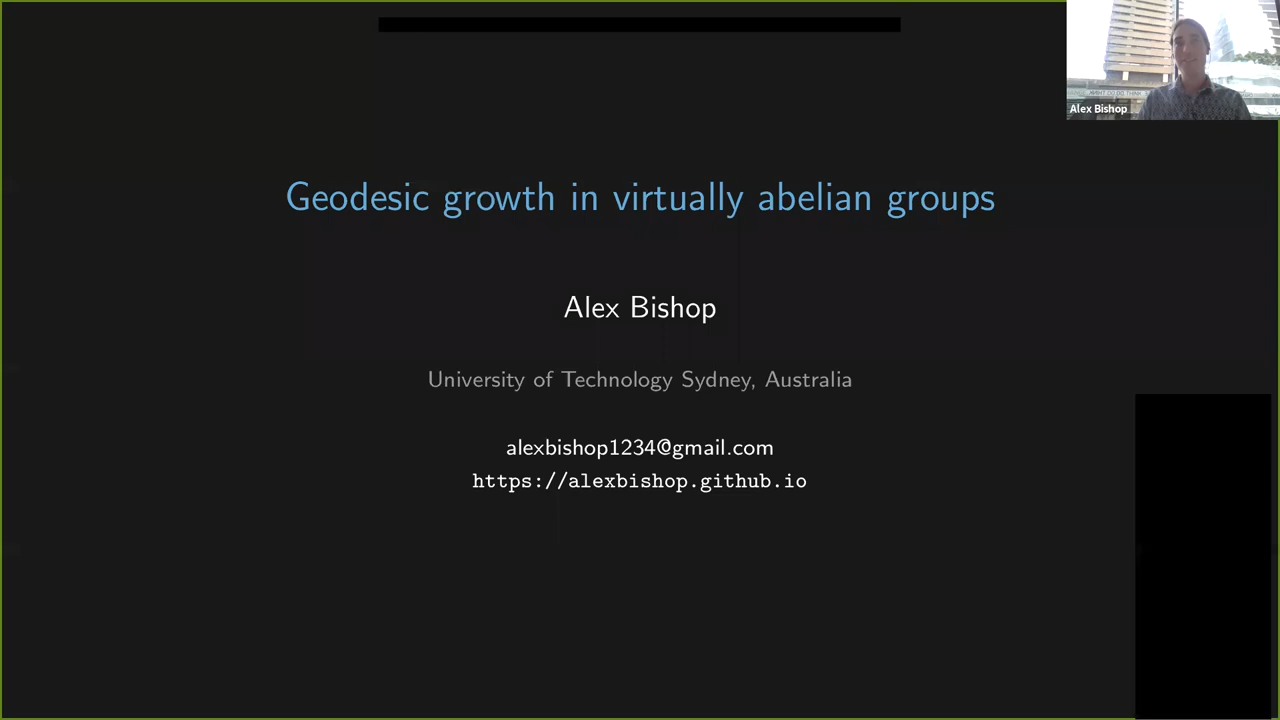 Geodesic growth in virtually abelian groups
Alex Bishop
University of Technology Sydney, Australia
alexbishop1234@gmail.com
https://alexbishop.github.io
Alex Bishop